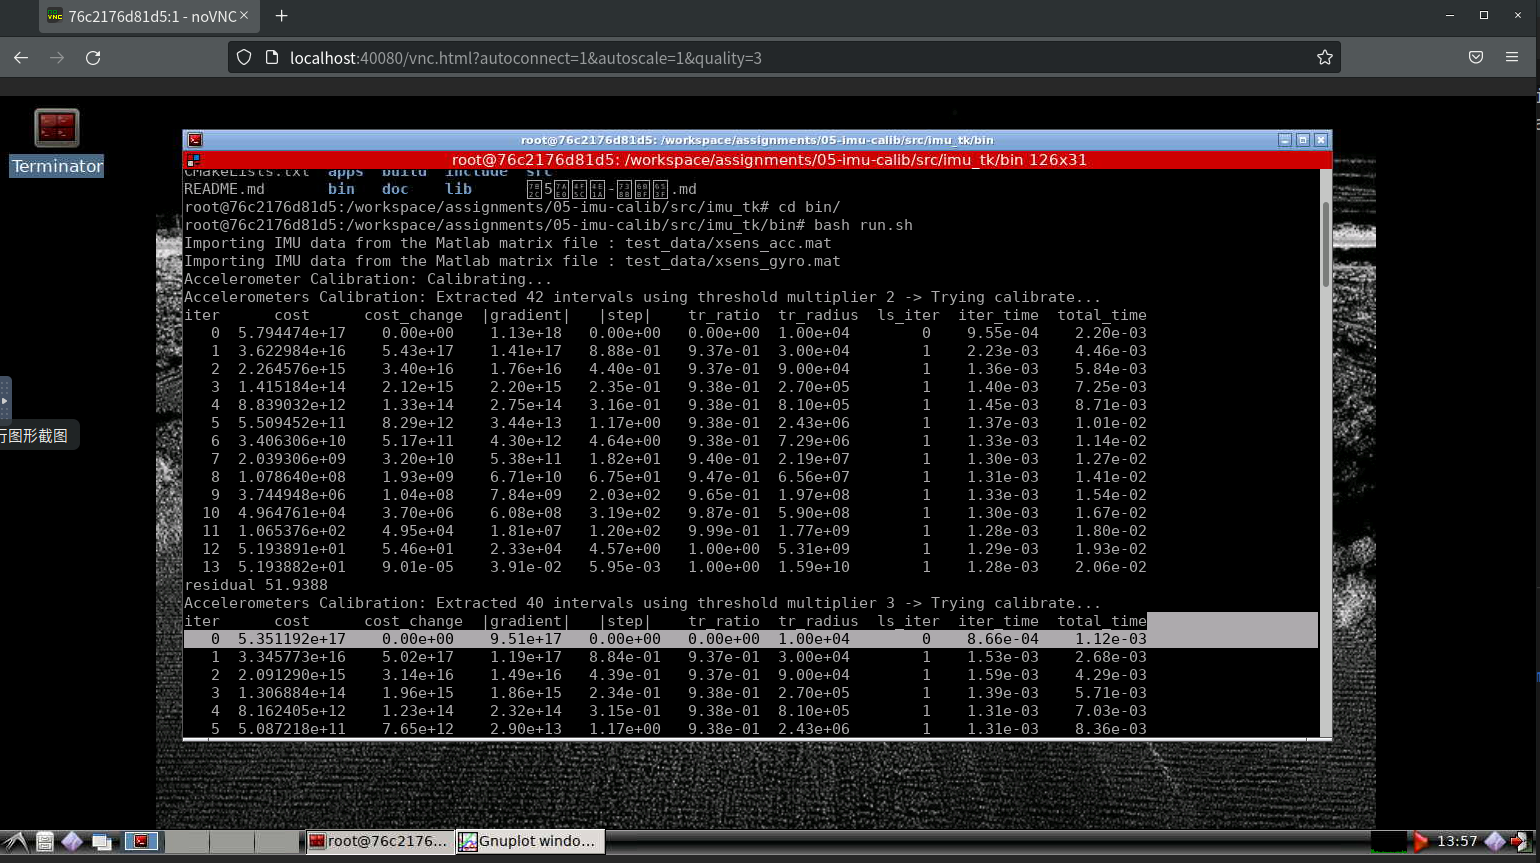 76c2176d81d5:1 - noVNC
localhost:40080/vnc.html?autoconnect=1&autoscale=1&quality=3
Terminator
root@76c2176d81d5: /workspace/assignments/05-imu-calib/src/imu_tk/bin
root@76c2176d81d5: /workspace/assignments/05-imu-calib/src/imu_tk/bin 126x31
CMakeLists.txt apps build include src
README.md bin doc lib 5-.md
root@76c2176d81d5:/workspace/assignments/05-imu-calib/src/imu_tk# cd bin/
root@76c2176d81d5:/workspace/assignments/05-imu-calib/src/imu_tk/bin# bash run.sh
Importing IMU data from the Matlab matrix file : test_data/xsens_acc.mat
Importing IMU data from the Matlab matrix file : test_data/xsens_gyro.mat
Accelerometer Calibration: Calibrating...
Accelerometers Calibration: Extracted 42 intervals using threshold multiplier 2 -> Trying calibrate...
iter cost cost_change |gradient| |step| tr_ratio tr_radius ls_iter iter_time total_time
0 5.794474e+17 0.00e+00 1.13e+18 0.00e+00 0.00e+00 1.00e+04 0 9.55e-04 2.20e-03
1 3.622984e+16 5.43e+17 1.41e+17 8.88e-01 9.37e-01 3.00e+04 1 2.23e-03 4.46e-03
2 2.264576e+15 3.40e+16 1.76e+16 4.40e-01 9.37e-01 9.00e+04 1 1.36e-03 5.84e-03
3 1.415184e+14 2.12e+15 2.20e+15 2.35e-01 9.38e-01 2.70e+05 1 1.40e-03 7.25e-03
4 8.839032e+12 1.33e+14 2.75e+14 3.16e-01 9.38e-01 8.10e+05 1 1.45e-03 8.71e-03
5 5.509452e+11 8.29e+12 3.44e+13 1.17e+00 9.38e-01 2.43e+06 1 1.37e-03 1.01e-02
6 3.406306e+10 5.17e+11 4.30e+12 4.64e+00 9.38e-01 7.29e+06 1 1.33e-03 1.14e-02
7 2.039306e+09 3.20e+10 5.38e+11 1.82e+01 9.40e-01 2.19e+07 1 1.30e-03 1.27e-02
8 1.078640e+08 1.93e+09 6.71e+10 6.75e+01 9.47e-01 6.56e+07 1 1.31e-03 1.41e-02
9 3.744948e+06 1.04e+08 7.84e+09 2.03e+02 9.65e-01 1.97e+08 1 1.33e-03 1.54e-02
10 4.964761e+04 3.70e+06 6.08e+08 3.19e+02 9.87e-01 5.90e+08 1 1.30e-03 1.67e-02
11 1.065376e+02 4.95e+04 1.81e+07 1.20e+02 9.99e-01 1.77e+09 1 1.28e-03 1.80e-02
12 5.193891e+01 5.46e+01 2.33e+04 4.57e+00 1.00e+00 5.31e+09 1 1.29e-03 1.93e-02
13 5.193882e+01 9.01e-05 3.91e-02 5.95e-03 1.00e+00 1.59e+10 1 1.28e-03 2.06e-02
residual 51.9388
Accelerometers Calibration: Extracted 40 intervals using threshold multiplier 3 -> Trying calibrate...
iter cost cost_change |gradient| |step| tr_ratio tr_radius ls_iter iter_time total_time
0 5.351192e+17 0.00e+00 9.51e+17 0.00e+00 0.00e+00 1.00e+04 0 8.66e-04 1.12e-03
1 3.345773e+16 5.02e+17 1.19e+17 8.84e-01 9.37e-01 3.00e+04 1 1.53e-03 2.68e-03
2 2.091290e+15 3.14e+16 1.49e+16 4.39e-01 9.37e-01 9.00e+04 1 1.59e-03 4.29e-03
3 1.306884e+14 1.96e+15 1.86e+15 2.34e-01 9.38e-01 2.70e+05 1 1.39e-03 5.71e-03
4 8.162405e+12 1.23e+14 2.32e+14 3.15e-01 9.38e-01 8.10e+05 1 1.31e-03 7.03e-03
5 5.087218e+11 7.65e+12 2.90e+13 1.17e+00 9.38e-01 2.43e+06 1 1.31e-03 8.36e-03
行图形截图
root@76c2176...
Gnuplot windo...
13:57